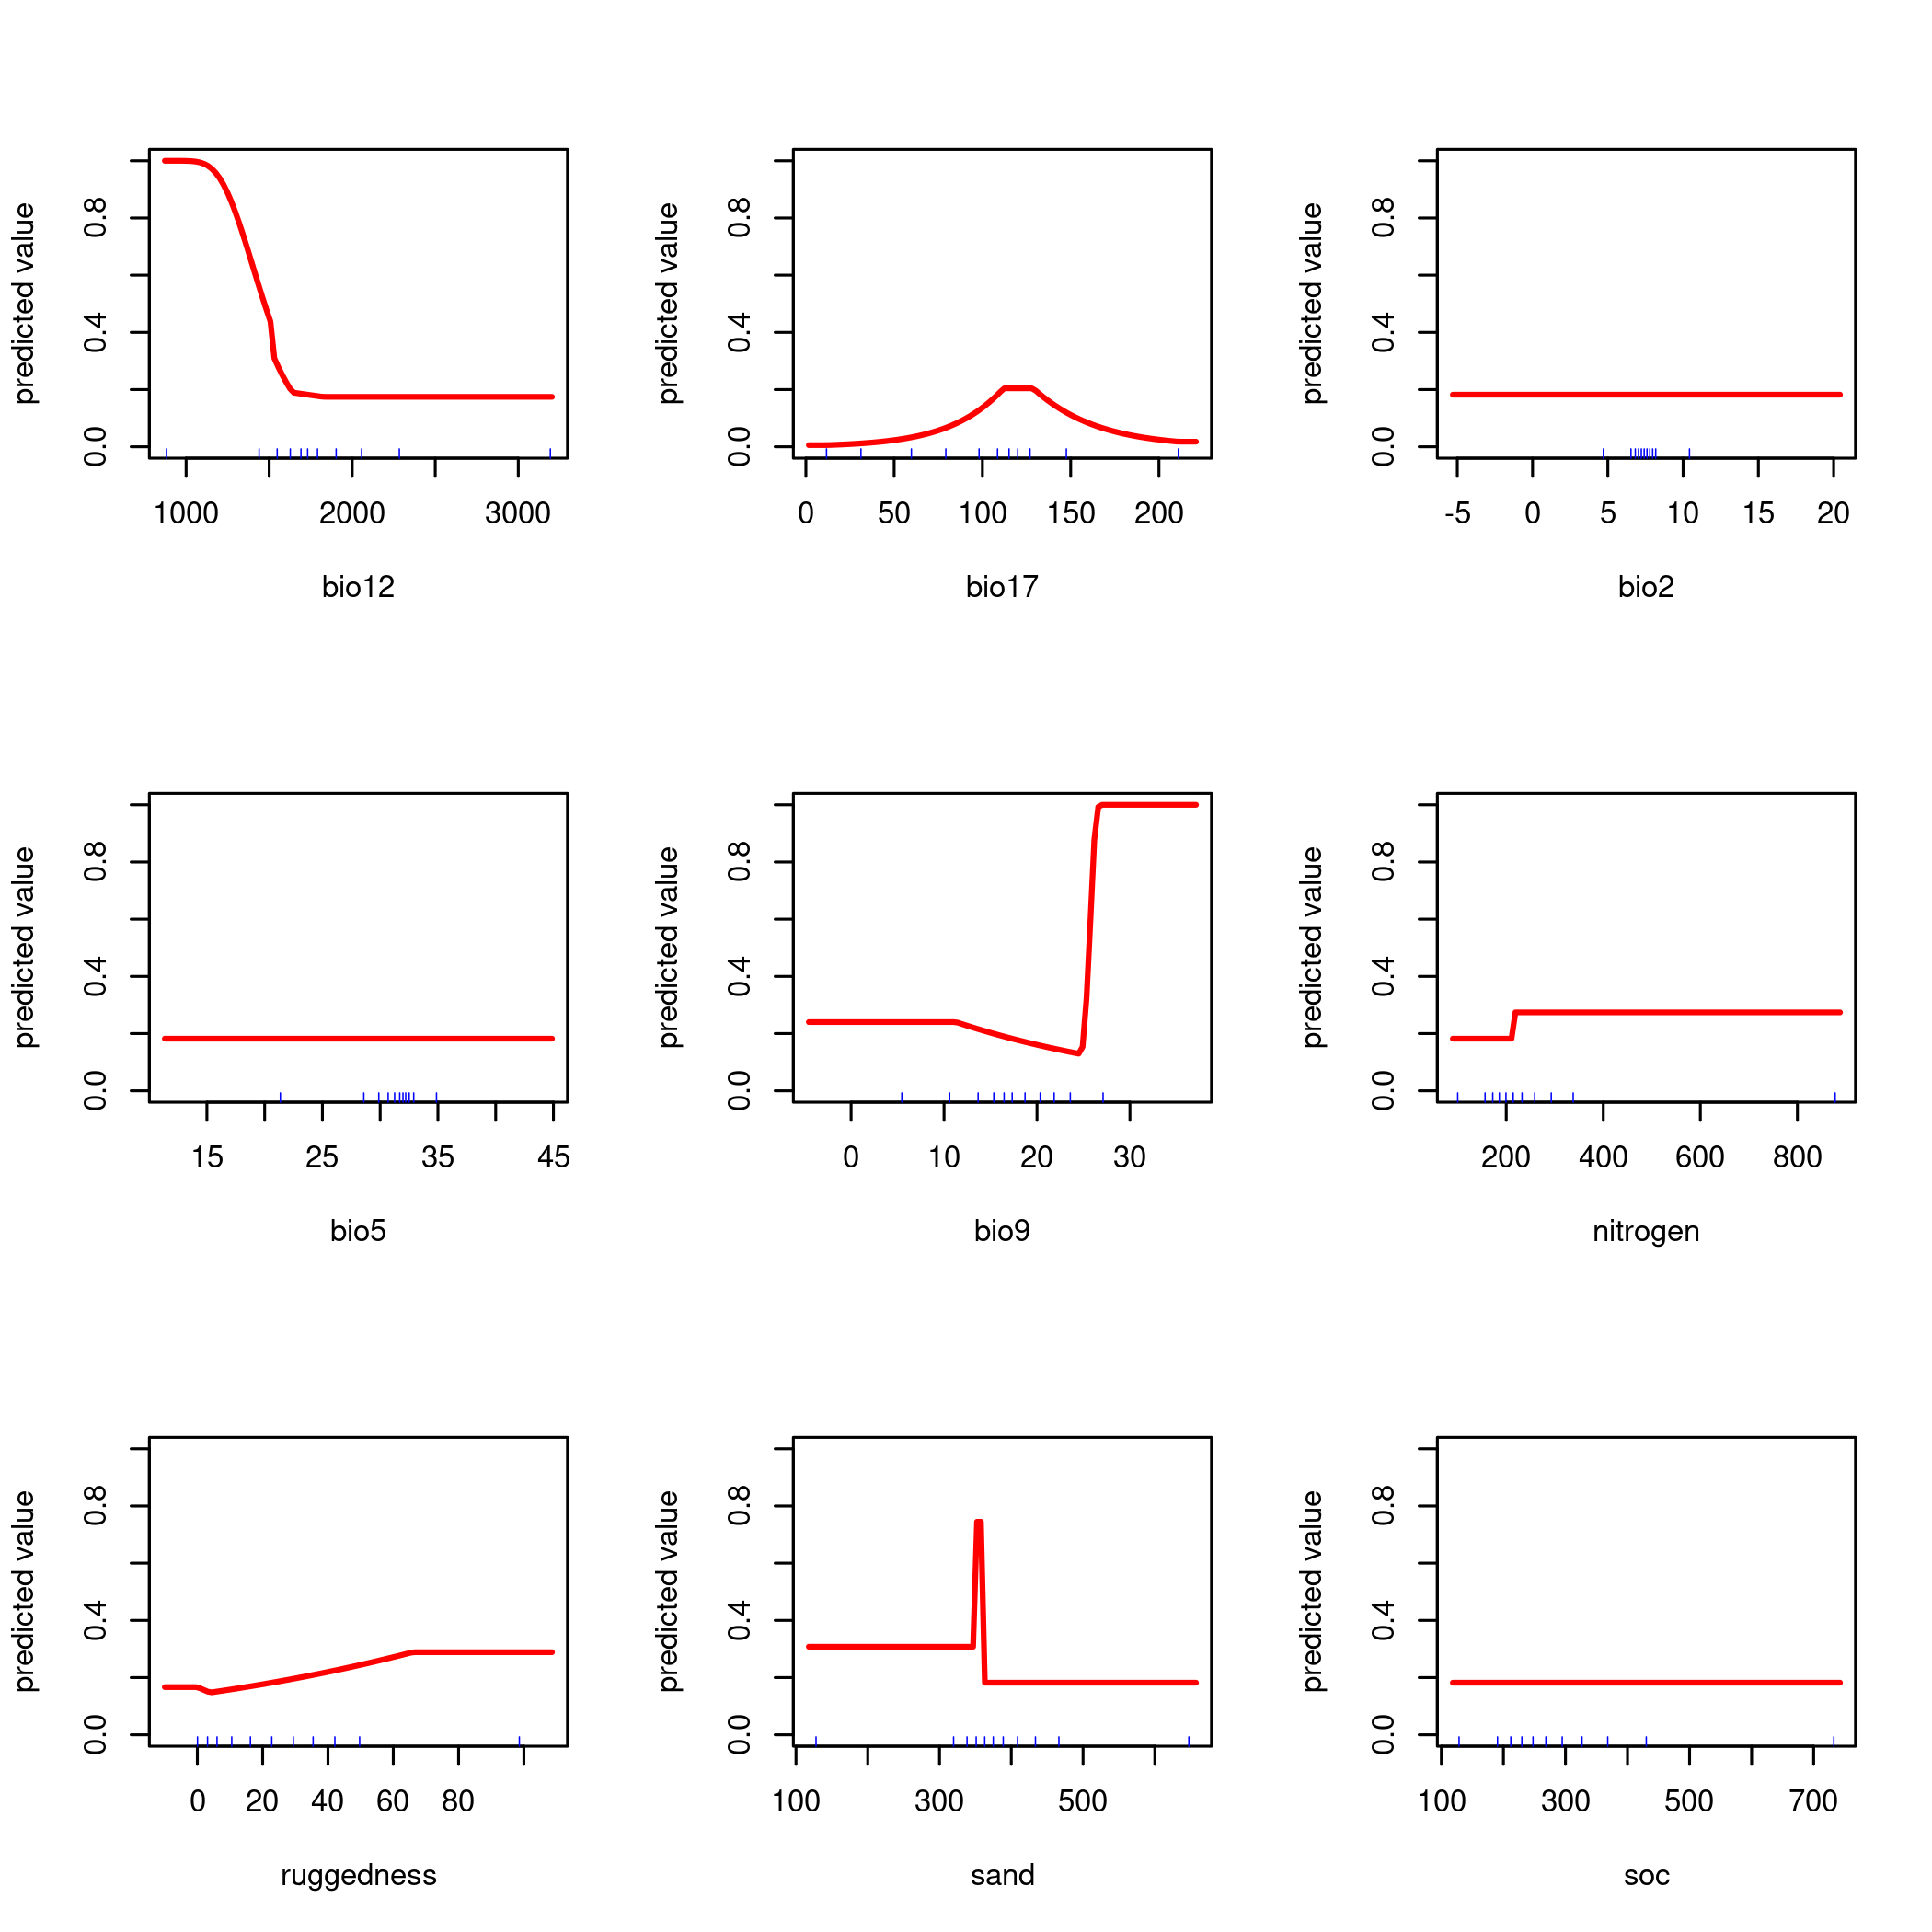 predicted value
0.0 0.4 0.8
1000 2000 3000
bio12
predicted value
0.0 0.4 0.8
0 50 100 150 200
bio17
predicted value
0.0 0.4 0.8
-5 0 5 10 15 20
bio2
predicted value
0.0 0.4 0.8
15 25 35 45
bio5
predicted value
0.0 0.4 0.8
0 10 20 30
bio9
predicted value
0.0 0.4 0.8
200 400 600 800
nitrogen
predicted value
0.0 0.4 0.8
0 20 40 60 80
ruggedness
predicted value
0.0 0.4 0.8
100 300 500
sand
predicted value
0.0 0.4 0.8
100 300 500 700
soc